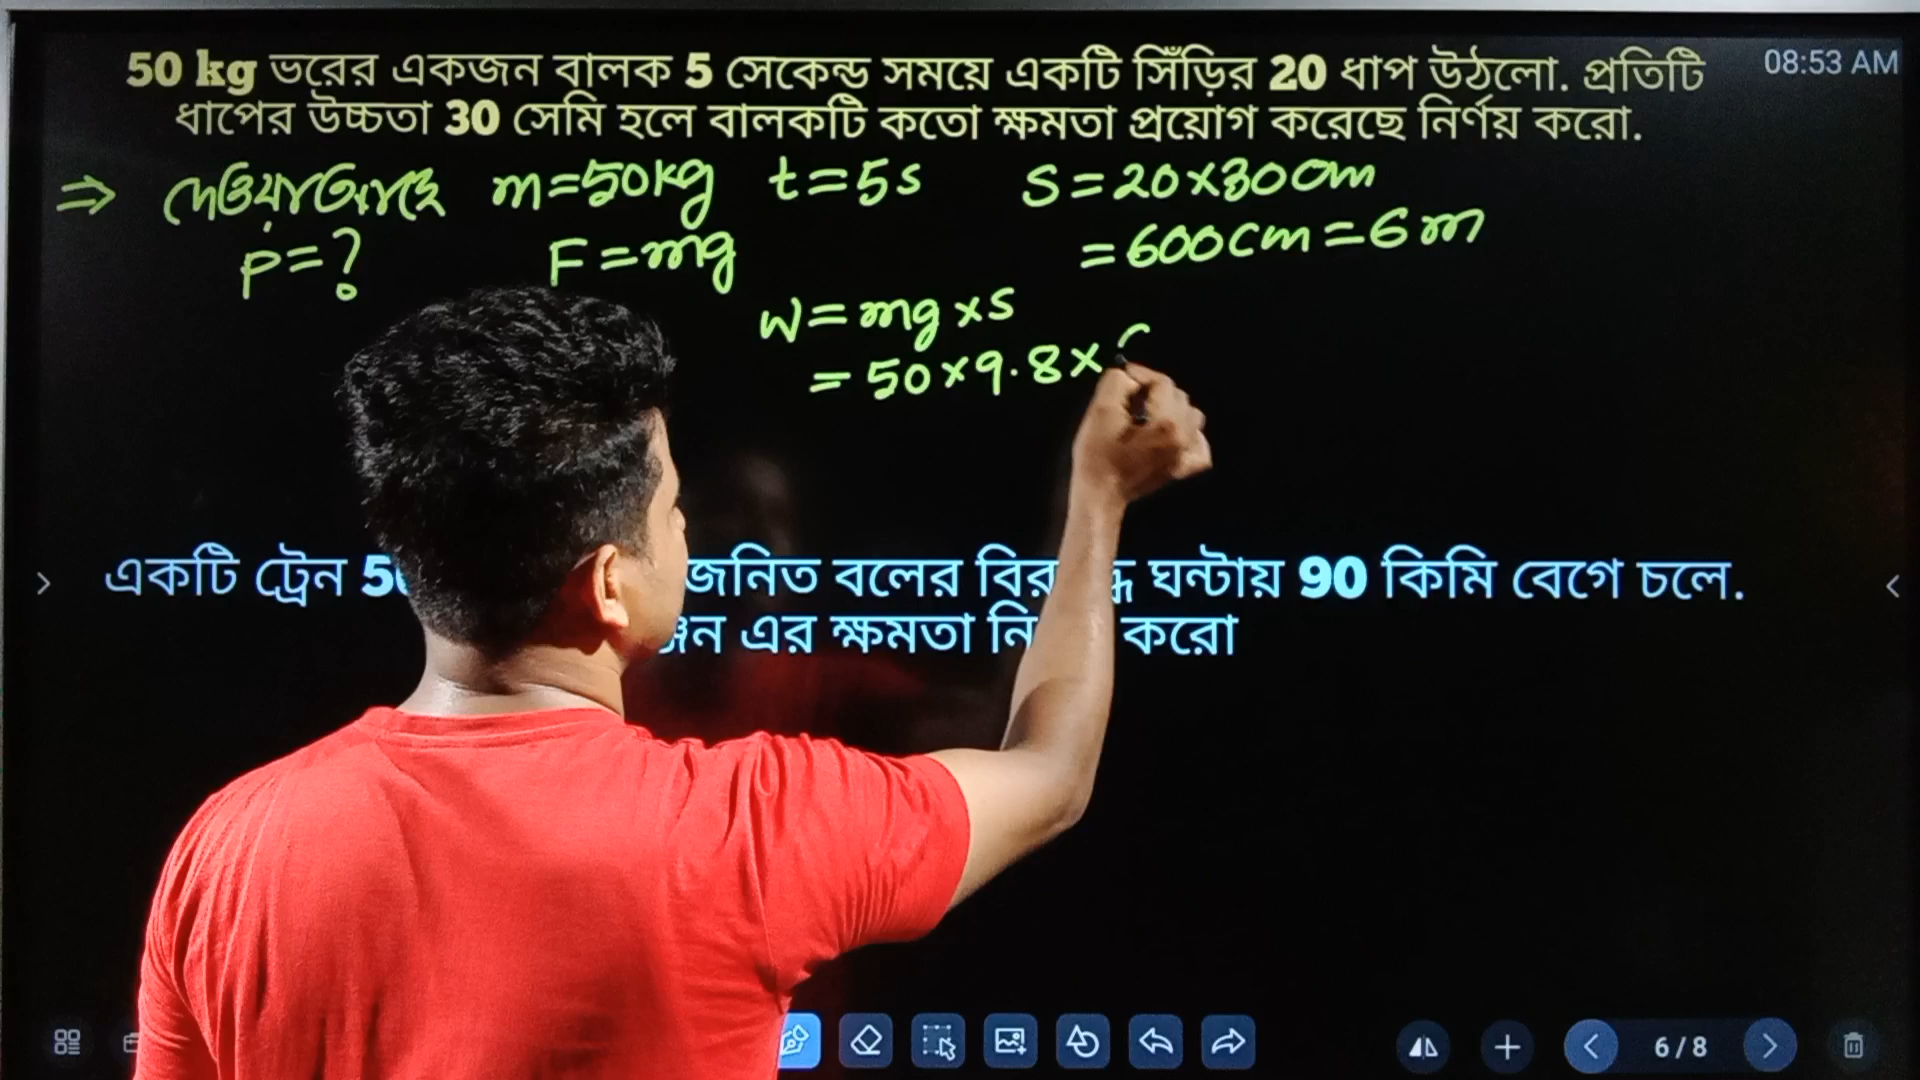 08:53 AM
50 kg ভরের একজন বালক 5 সেকেন্ড সময়ে একটি সিঁড়ির 20 ধাপ উঠলো. প্রতিটি
ধাপের উচ্চতা 30 সেমি হলে বালকটি কতো ক্ষমতা প্রয়োগ করেছে নির্ণয় করো.
⇒ দেওয়া আছে m=50kg t=5s S=20×30cm
P=? F=mg =600cm=6m
W=mg×S
=50×9.8×
একটি ট্রেন জনিত বলের ঘন্টায় 90 কিমি বেগে চলে.
এর ক্ষমতা করো
6/8